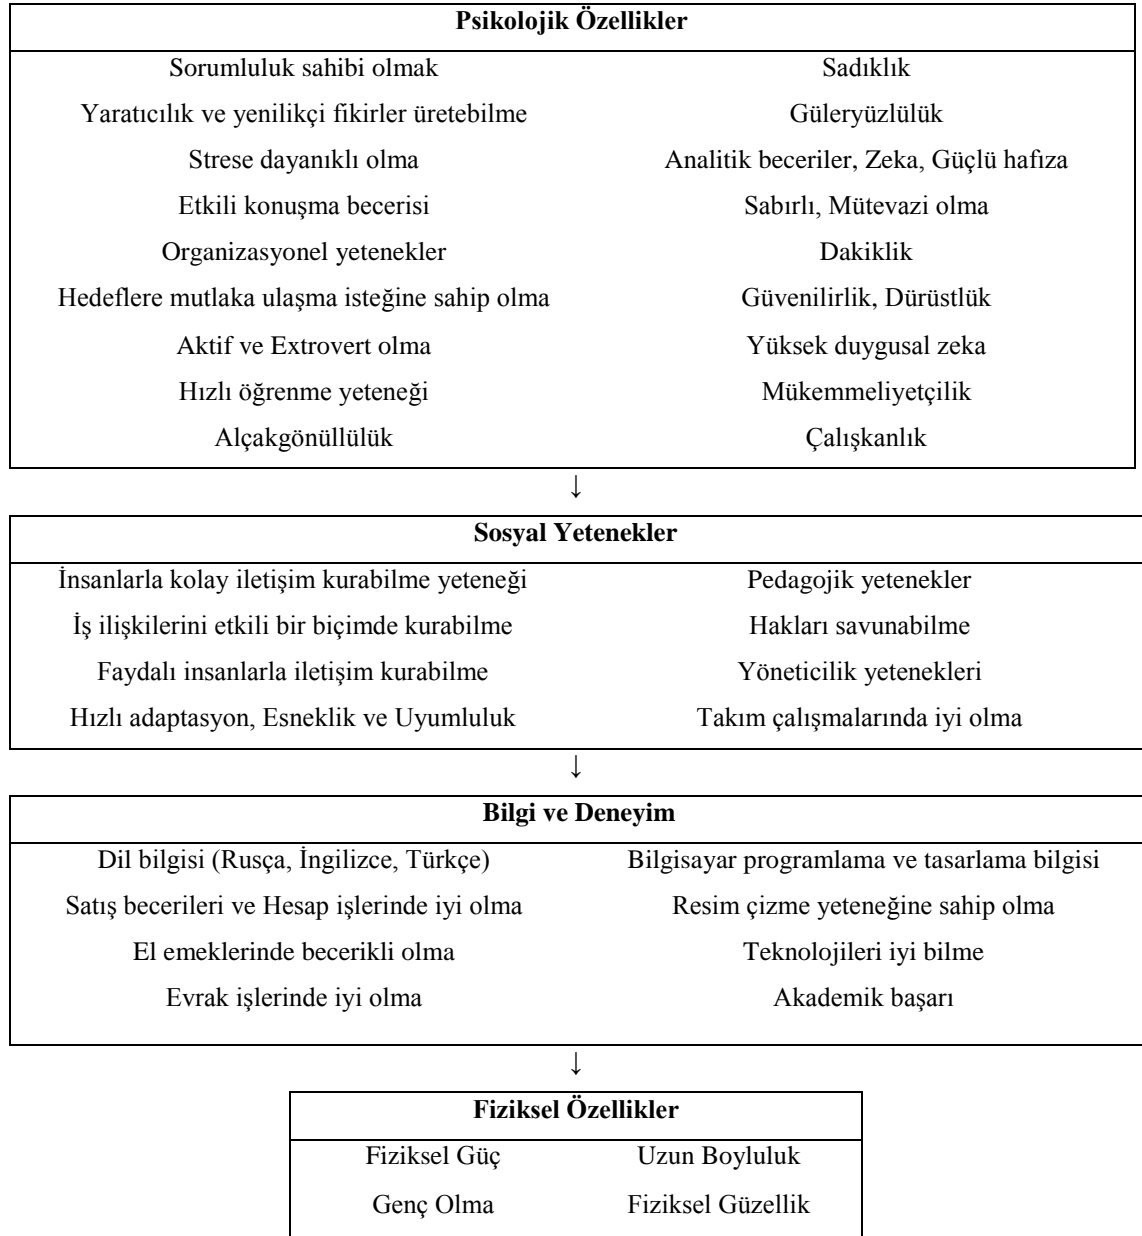 Psikolojik Özellikler
Sorumluluk sahibi olmak Sadıklık
Yaratıcılık ve yenilikçi fikirler üretebilme Güleryüzlülük
Strese dayanıklı olma Analitik beceriler, Zeka, Güçlü hafıza
Etkili konuşma becerisi Sabırlı, Mütevazi olma
Organizasyonel yetenekler Dakiklik
Hedeflere mutlaka ulaşma isteğine sahip olma Güvenilirlik, Dürüstlük
Aktif ve Extrovert olma Yüksek duygusal zeka
Hızlı öğrenme yeteneği Mükemmeliyetçilik
Alçakgönüllülük Çalışkanlık
↓
Sosyal Yetenekler
İnsanlarla kolay iletişim kurabilme yeteneği Pedagojik yetenekler
İş ilişkilerini etkili bir biçimde kurabilme Hakları savunabilme
Faydalı insanlarla iletişim kurabilme Yöneticilik yetenekleri
Hızlı adaptasyon, Esneklik ve Uyumluluk Takım çalışmalarında iyi olma
↓
Bilgi ve Deneyim
Dil bilgisi (Rusça, İngilizce, Türkçe) Bilgisayar programlama ve tasarlama bilgisi
Satış becerileri ve Hesap işlerinde iyi olma Resim çizme yeteneğine sahip olma
El emeklerinde becerikli olma Teknolojileri iyi bilme
Evrak işlerinde iyi olma Akademik başarı
↓
Fiziksel Özellikler
Fiziksel Güç Uzun Boyluluk
Genç Olma Fiziksel Güzellik